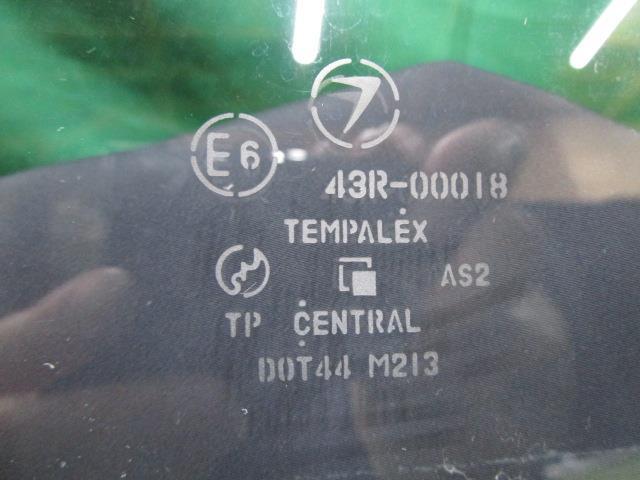 E6
43R-00018
TEMPALEX
AS2
TP CENTRAL
DOT44 M213